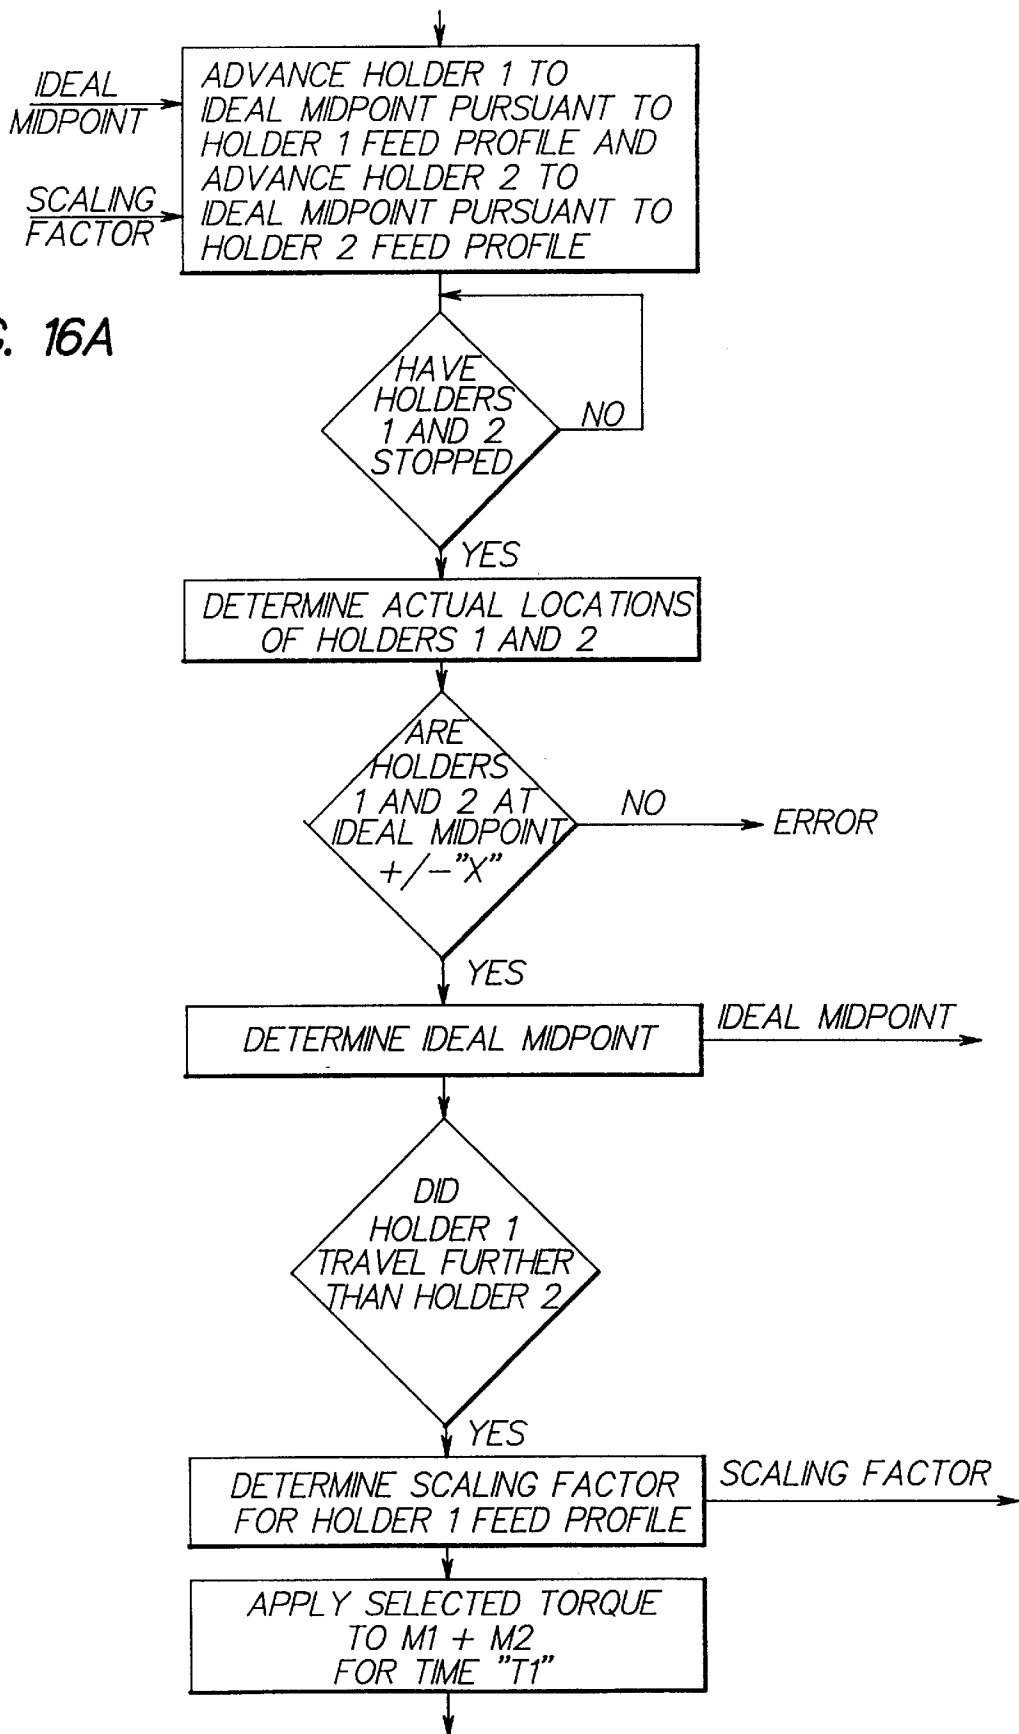 IDEAL
MIDPOINT
SCALING
FACTOR
ADVANCE HOLDER 1 TO
IDEAL MIDPOINT PURSUANT TO
HOLDER 1 FEED PROFILE AND
ADVANCE HOLDER 2 TO
IDEAL MIDPOINT PURSUANT TO
HOLDER 2 FEED PROFILE
16A
HAVE
HOLDERS
1 AND 2
STOPPED
NO
YES
DETERMINE ACTUAL LOCATIONS
OF HOLDERS 1 AND 2
ARE
HOLDERS
1 AND 2 AT
IDEAL MIDPOINT
+/-"X"
NO
ERROR
YES
DETERMINE IDEAL MIDPOINT
IDEAL MIDPOINT
DID
HOLDER 1
TRAVEL FURTHER
THAN HOLDER 2
YES
DETERMINE SCALING FACTOR
FOR HOLDER 1 FEED PROFILE
SCALING FACTOR
APPLY SELECTED TORQUE
TO M1 + M2
FOR TIME "T1"